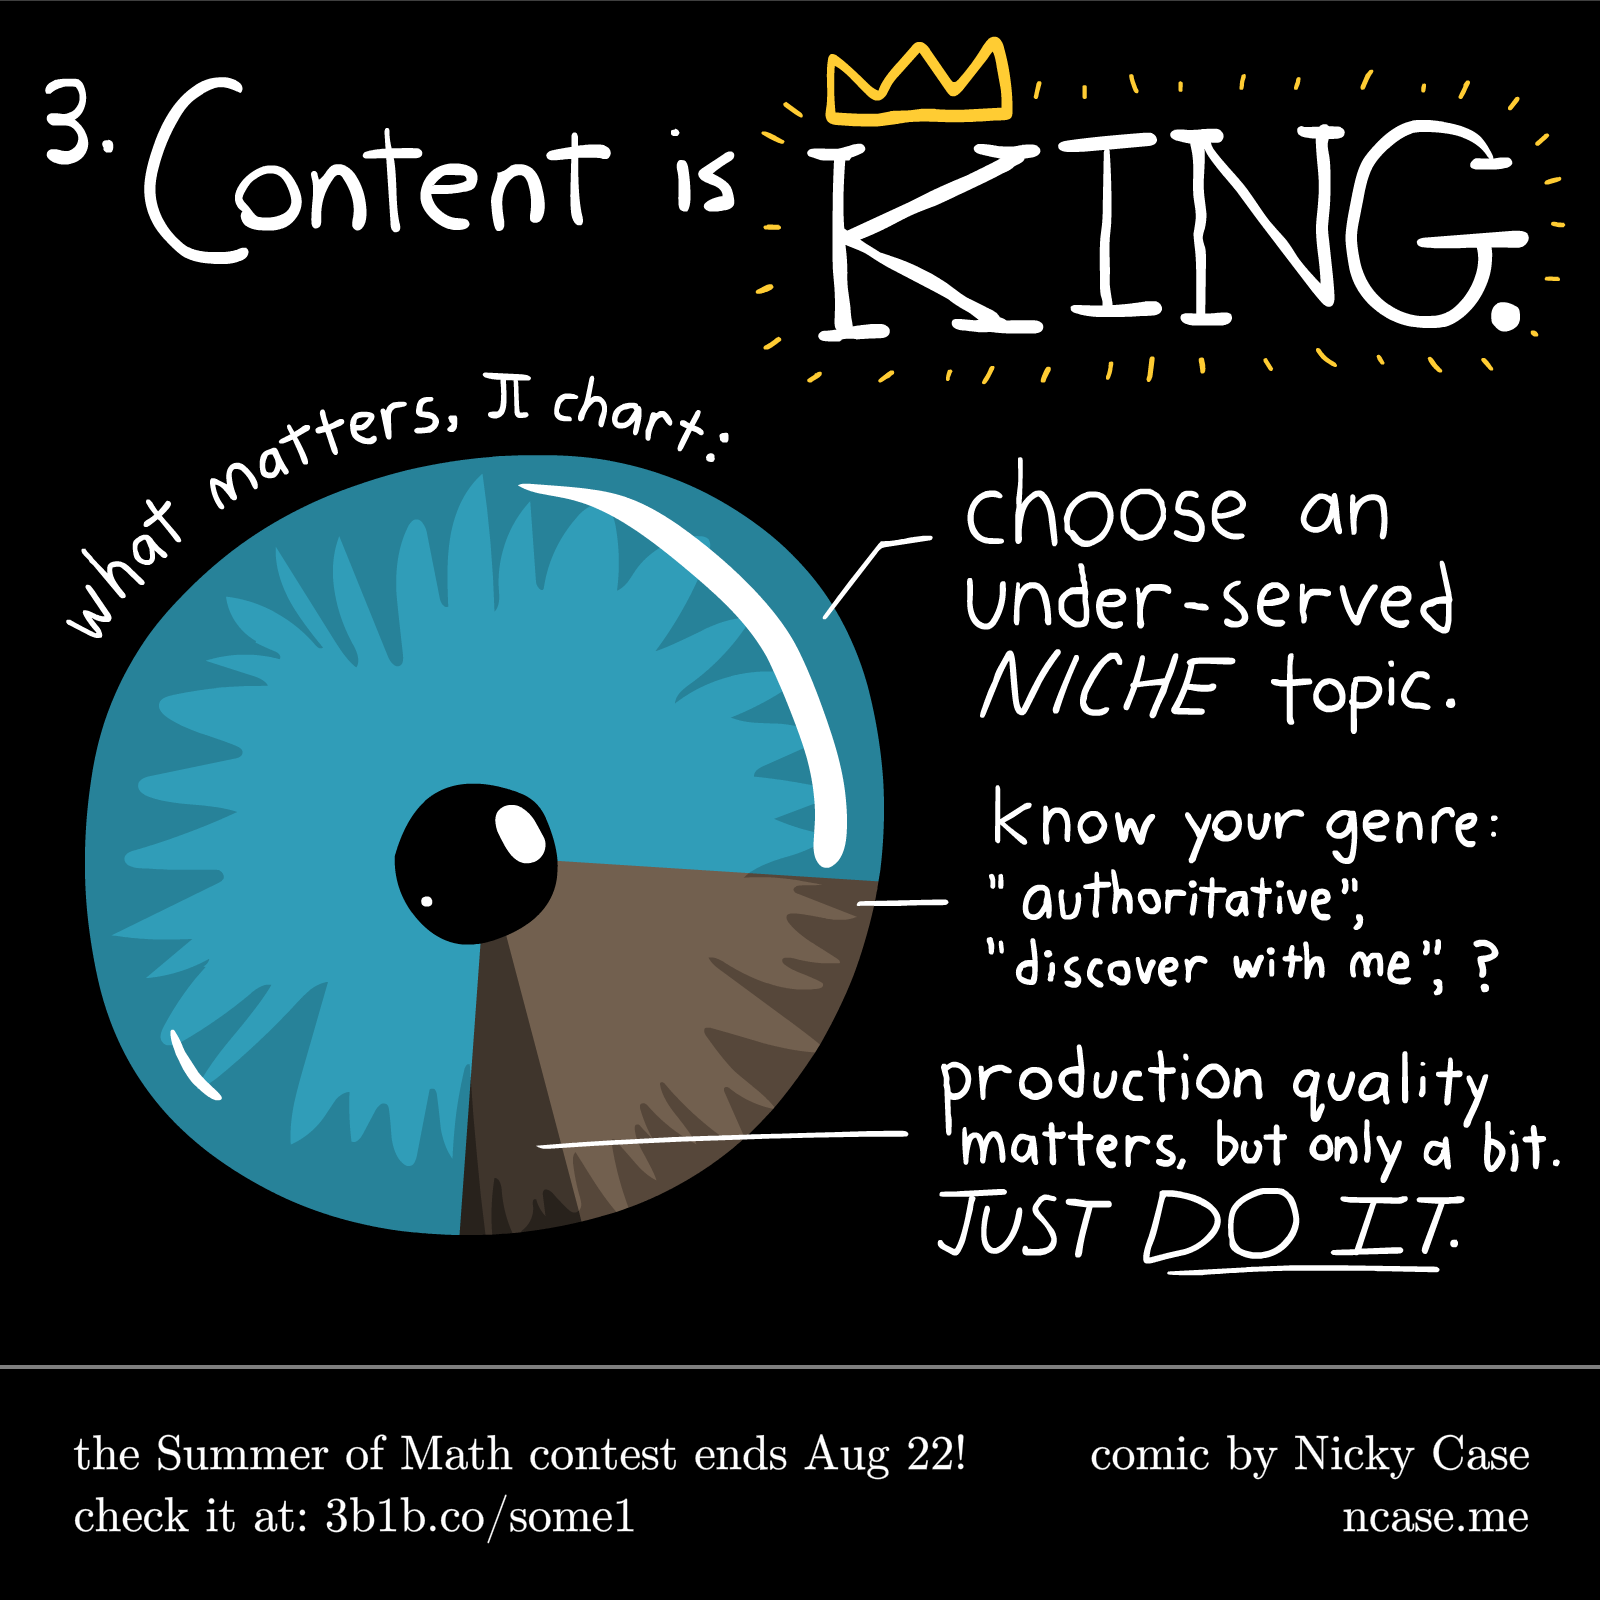 3. Content is KING.
what matters, π chart:
choose an
under-served
NICHE topic.
know your genre:
"authoritative",
"discover with me", ?
production quality
matters, but only a bit.
JUST DO IT.
the Summer of Math contest ends Aug 22!
check it at: 3b1b.co/some1
comic by Nicky Case
ncase.me